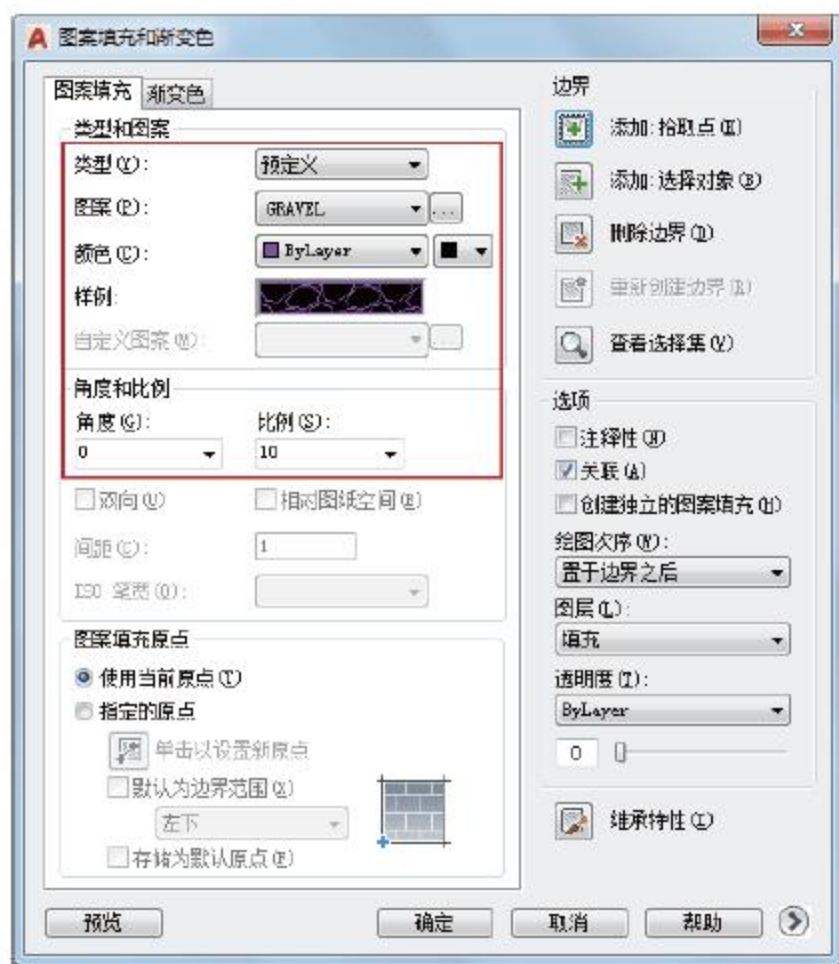 图案填充和渐变色
图案填充 渐变色
类型和图案
类型(Y): 预定义
图案(P): GRAVEL ...
颜色(C): ByLayer
样例:
自定义图案(M): ...
角度和比例
角度(G): 比例(S):
0 10
双向(U) 相对图纸空间(E)
间距(C): 1
ISO 笔宽(O):
图案填充原点
使用当前原点(T)
指定的原点
单击以设置新原点
默认为边界范围(X)
左下
存储为默认原点(F)
边界
添加:拾取点(K)
添加:选择对象(B)
删除边界(D)
重新创建边界(R)
查看选择集(V)
选项
注释性(N)
关联(A)
创建独立的图案填充(H)
绘图次序(W):
置于边界之后
图层(L):
填充
透明度(T):
ByLayer
0
继承特性(I)
预览 确定 取消 帮助